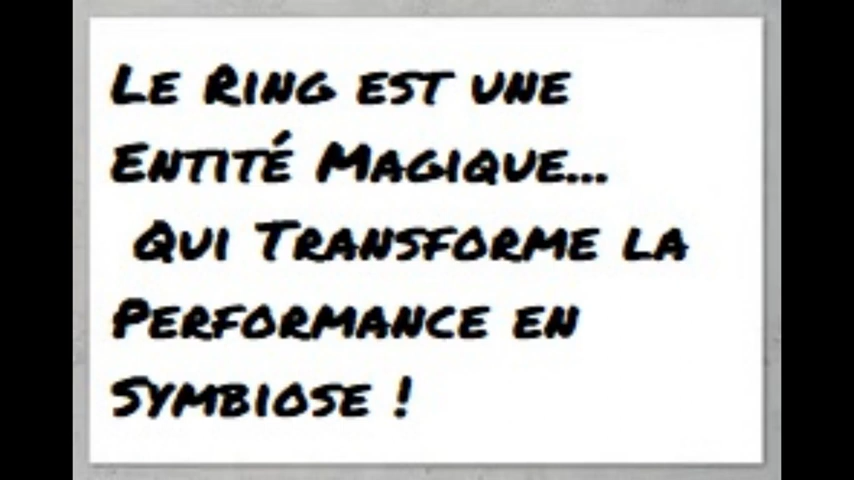 Le Ring est une
Entité Magique...
Qui Transforme la
Performance en
Symbiose !